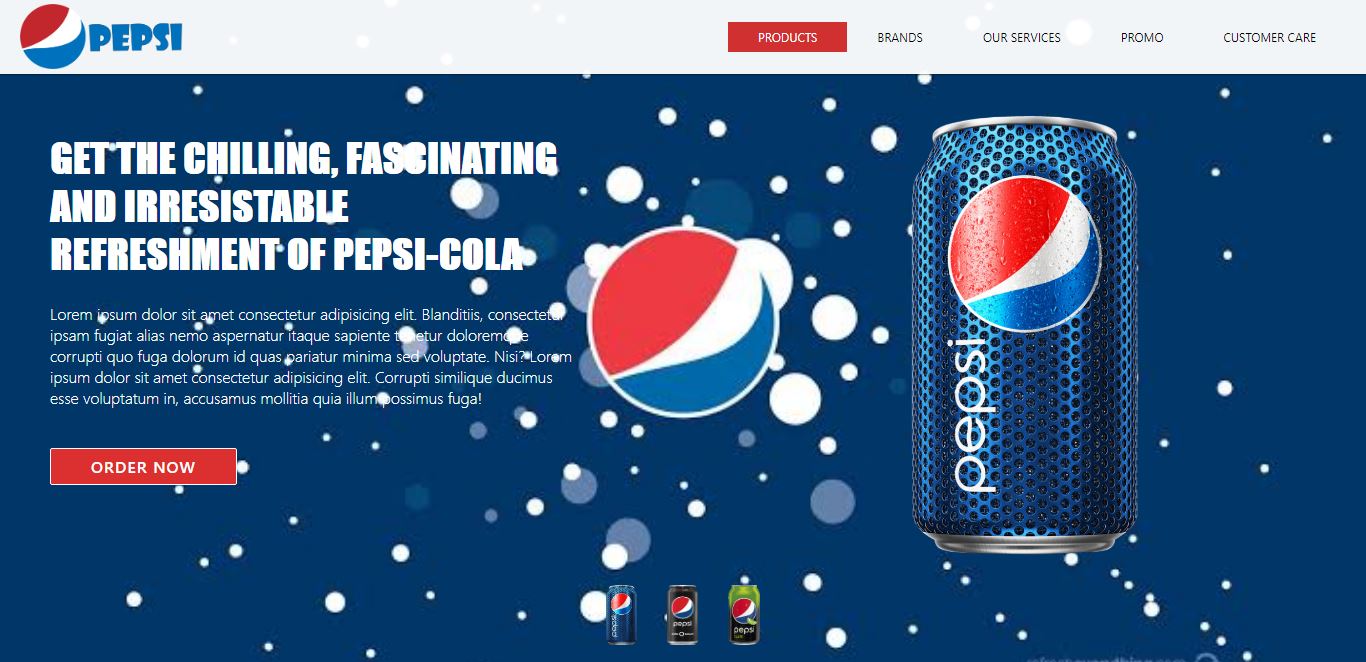 PEPSI
PRODUCTS
BRANDS
OUR SERVICES
PROMO
CUSTOMER CARE
GET THE CHILLING, FASCINATING
AND IRRESISTABLE
REFRESHMENT OF PEPSI-COLA
Lorem ipsum dolor sit amet consectetur adipisicing elit. Blanditiis, consectetur
ipsam fugiat alias nemo aspernatur itaque sapiente tenetur doloremque
corrupti quo fuga dolorum id quas pariatur minima sed voluptate. Nisi? Lorem
ipsum dolor sit amet consectetur adipisicing elit. Corrupti similique ducimus
esse voluptatum in, accusamus mollitia quia illum possimus fuga!
ORDER NOW
pepsi
pepsi
pepsi
pepsi